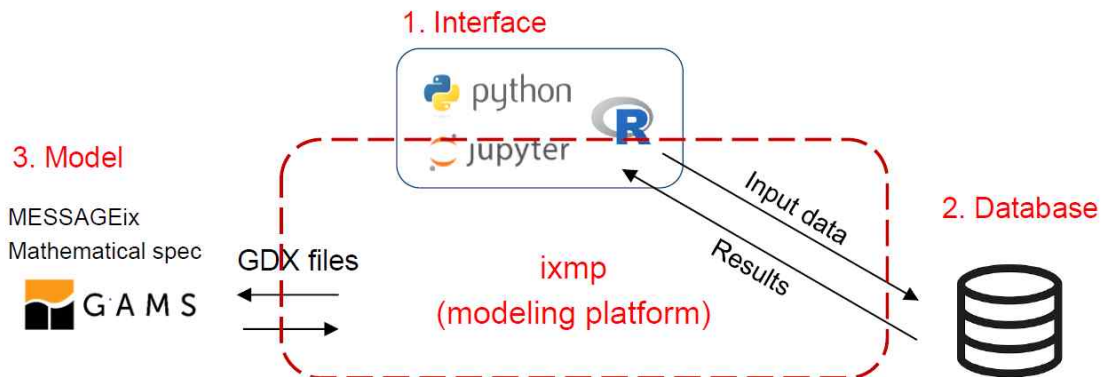 1. Interface
python
R
jupyter
3. Model
MESSAGEix
Mathematical spec
GAMS
GDX files
ixmp
(modeling platform)
Input data
Results
2. Database